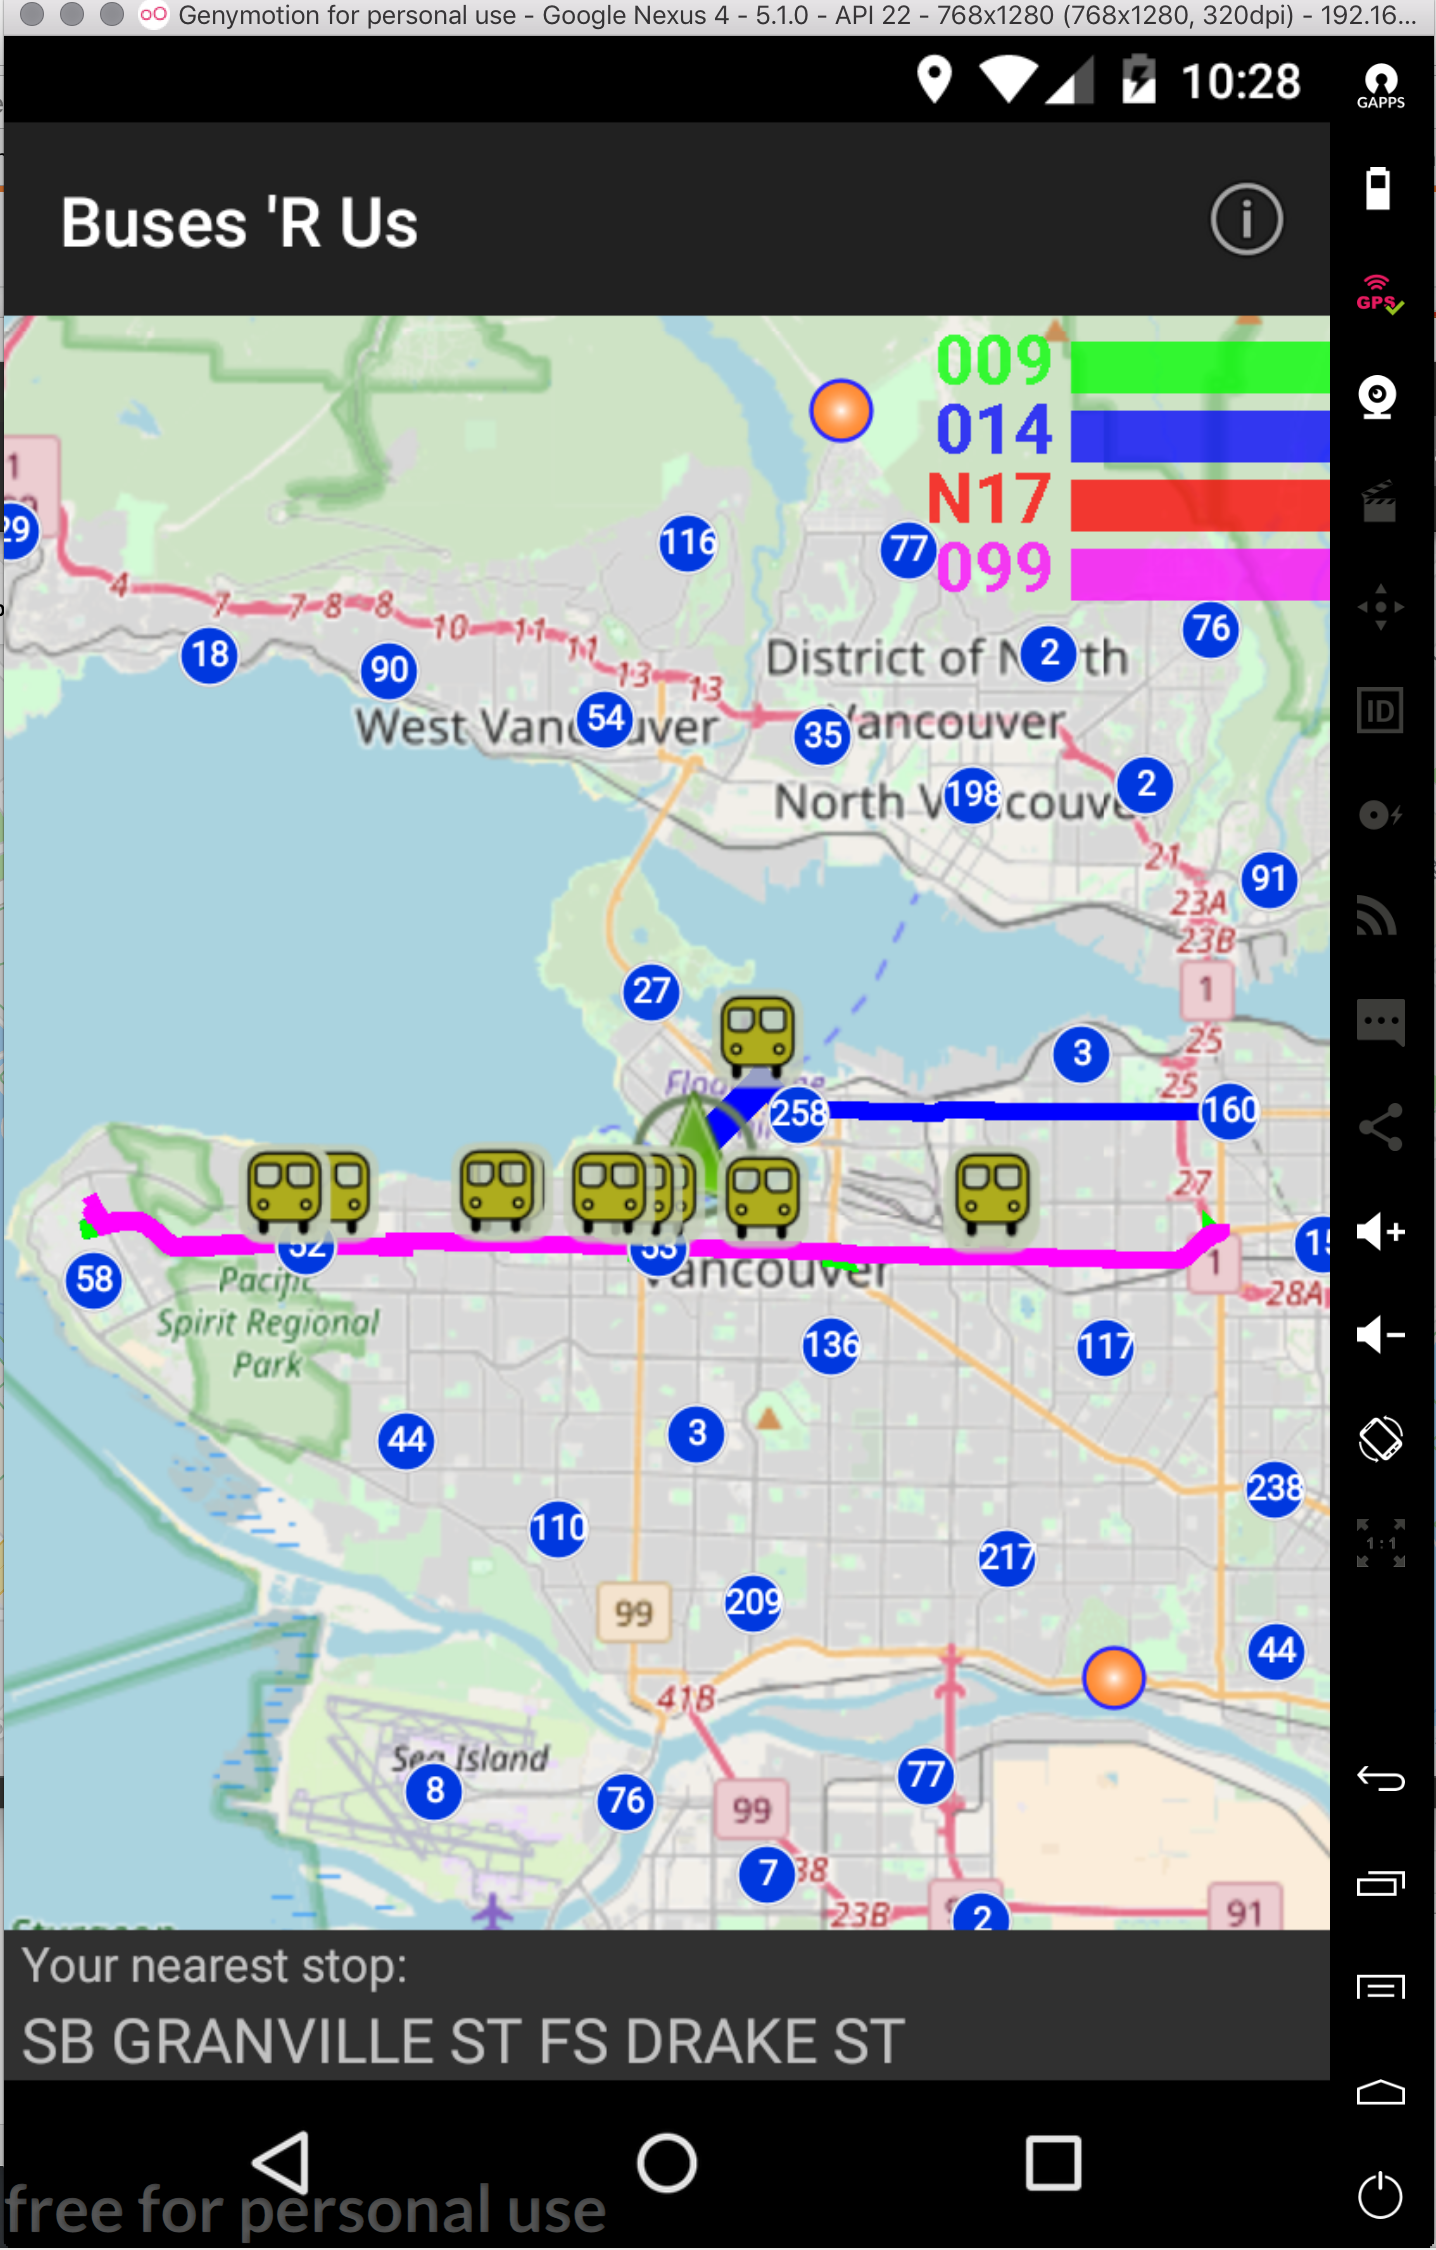 Genymotion for personal use - Google Nexus 4 - 5.1.0 - API 22 - 768x1280 (768x1280, 320dpi) - 192.16...
10:28
GAPPS
Buses 'R Us
GPS
009
014
N17
099
1
29
116
77
4
7
7
8
8
10
11
11
13
13
18
90
54
76
District of
2
th
West
35
Vancouver
ID
North
198
2
21
91
23A
23B
1
27
25
3
25
258
160
27
52
53
15
58
Vancouver
1
28A
Pacific
Spirit Regional
Park
136
117
44
3
238
110
217
1:1
99
209
44
41B
Sea Island
8
76
77
99
7
38
23B
2
91
Your nearest stop:
SB GRANVILLE ST FS DRAKE ST
free for personal use